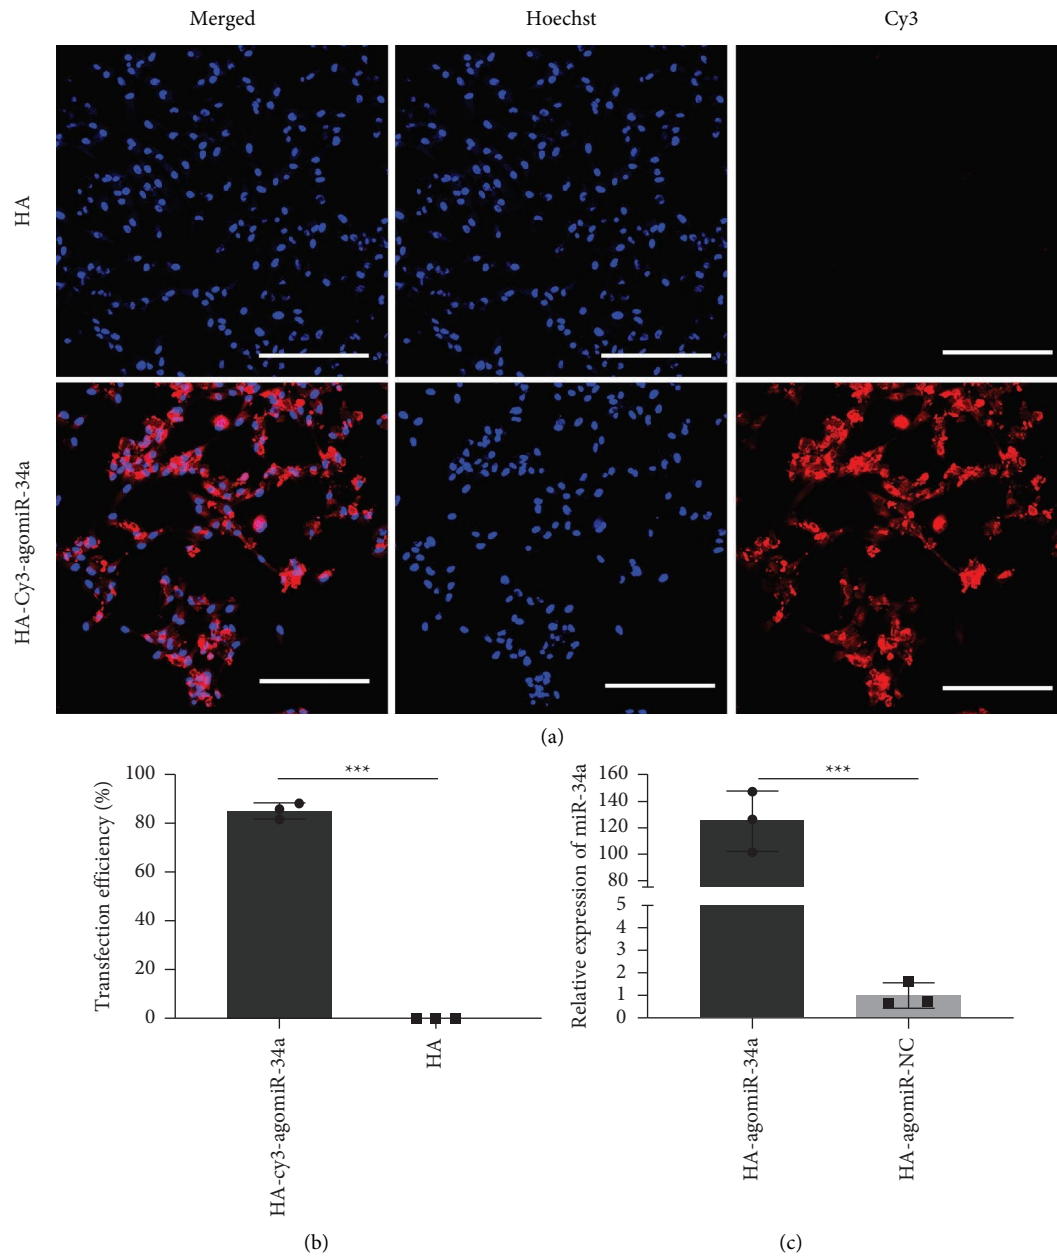 Merged Hoechst Cy3
HA
HA-Cy3-agomiR-34a
(a)
Transfection efficiency (%)
100
80
60
40
20
0
***
HA-cy3-agomiR-34a
HA
(b)
Relative expression of miR-34a
160
140
120
100
80
5
4
3
2
1
0
***
HA-agomiR-34a
HA-agomiR-NC
(c)